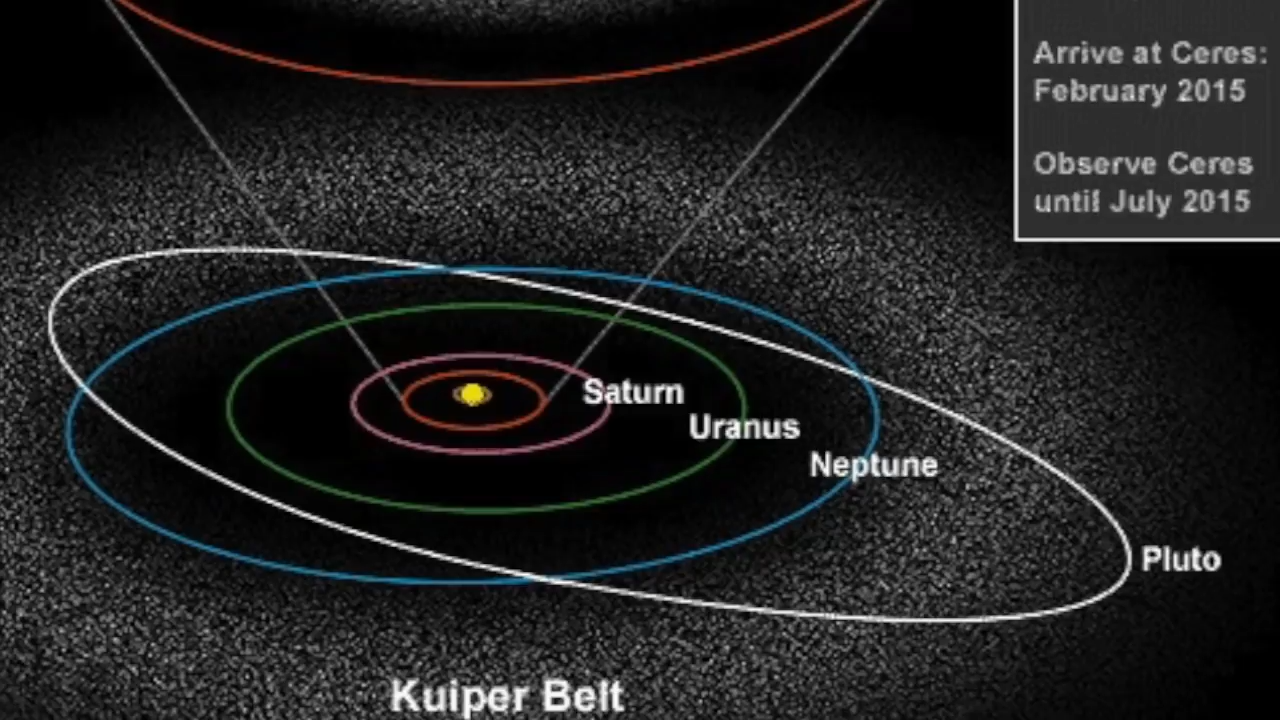 Arrive at Ceres:
February 2015
Observe Ceres
until July 2015
Saturn
Uranus
Neptune
Pluto
Kuiper Belt